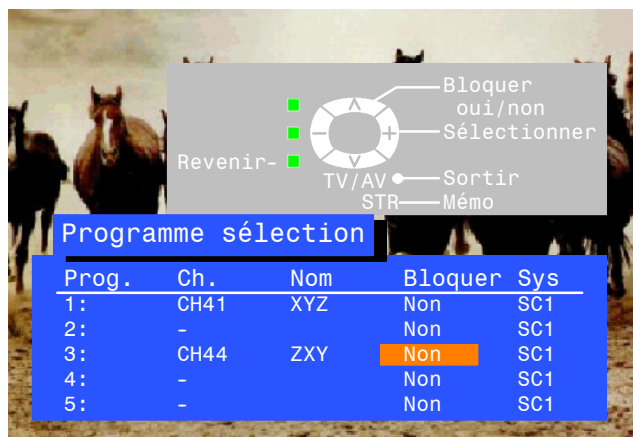 Bloquer
oui/non
Sélectionner
Revenir-
TV/AV Sortir
STR Mémo
Programme sélection
Prog. Ch. Nom Bloquer Sys
1: CH41 XYZ Non SC1
2: - Non SC1
3: CH44 ZXY Non SC1
4: - Non SC1
5: - Non SC1